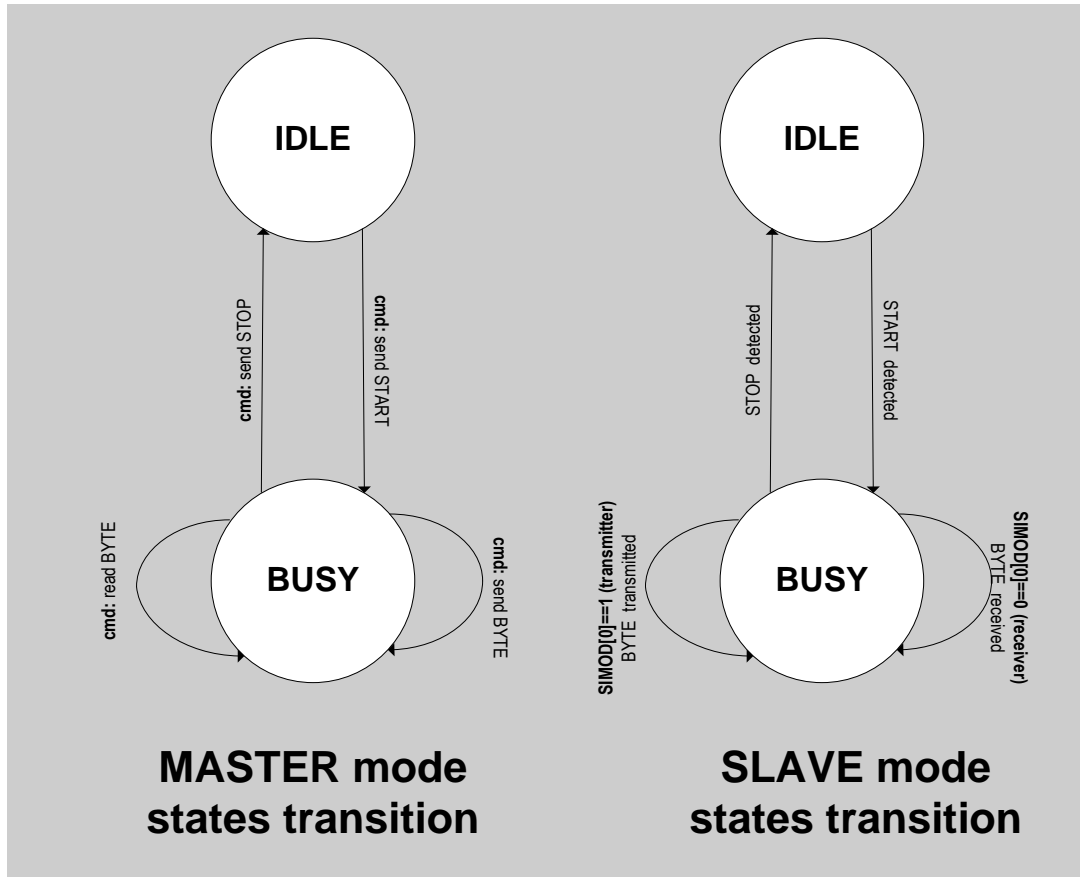 IDLE
cmd: send STOP
cmd: send START
cmd: read BYTE
BUSY
cmd: send BYTE
MASTER mode
states transition
IDLE
STOP detected
START detected
SIMOD[0]==1 (transmitter)
BYTE transmitted
BUSY
SIMOD[0]==0 (receiver)
BYTE received
SLAVE mode
states transition